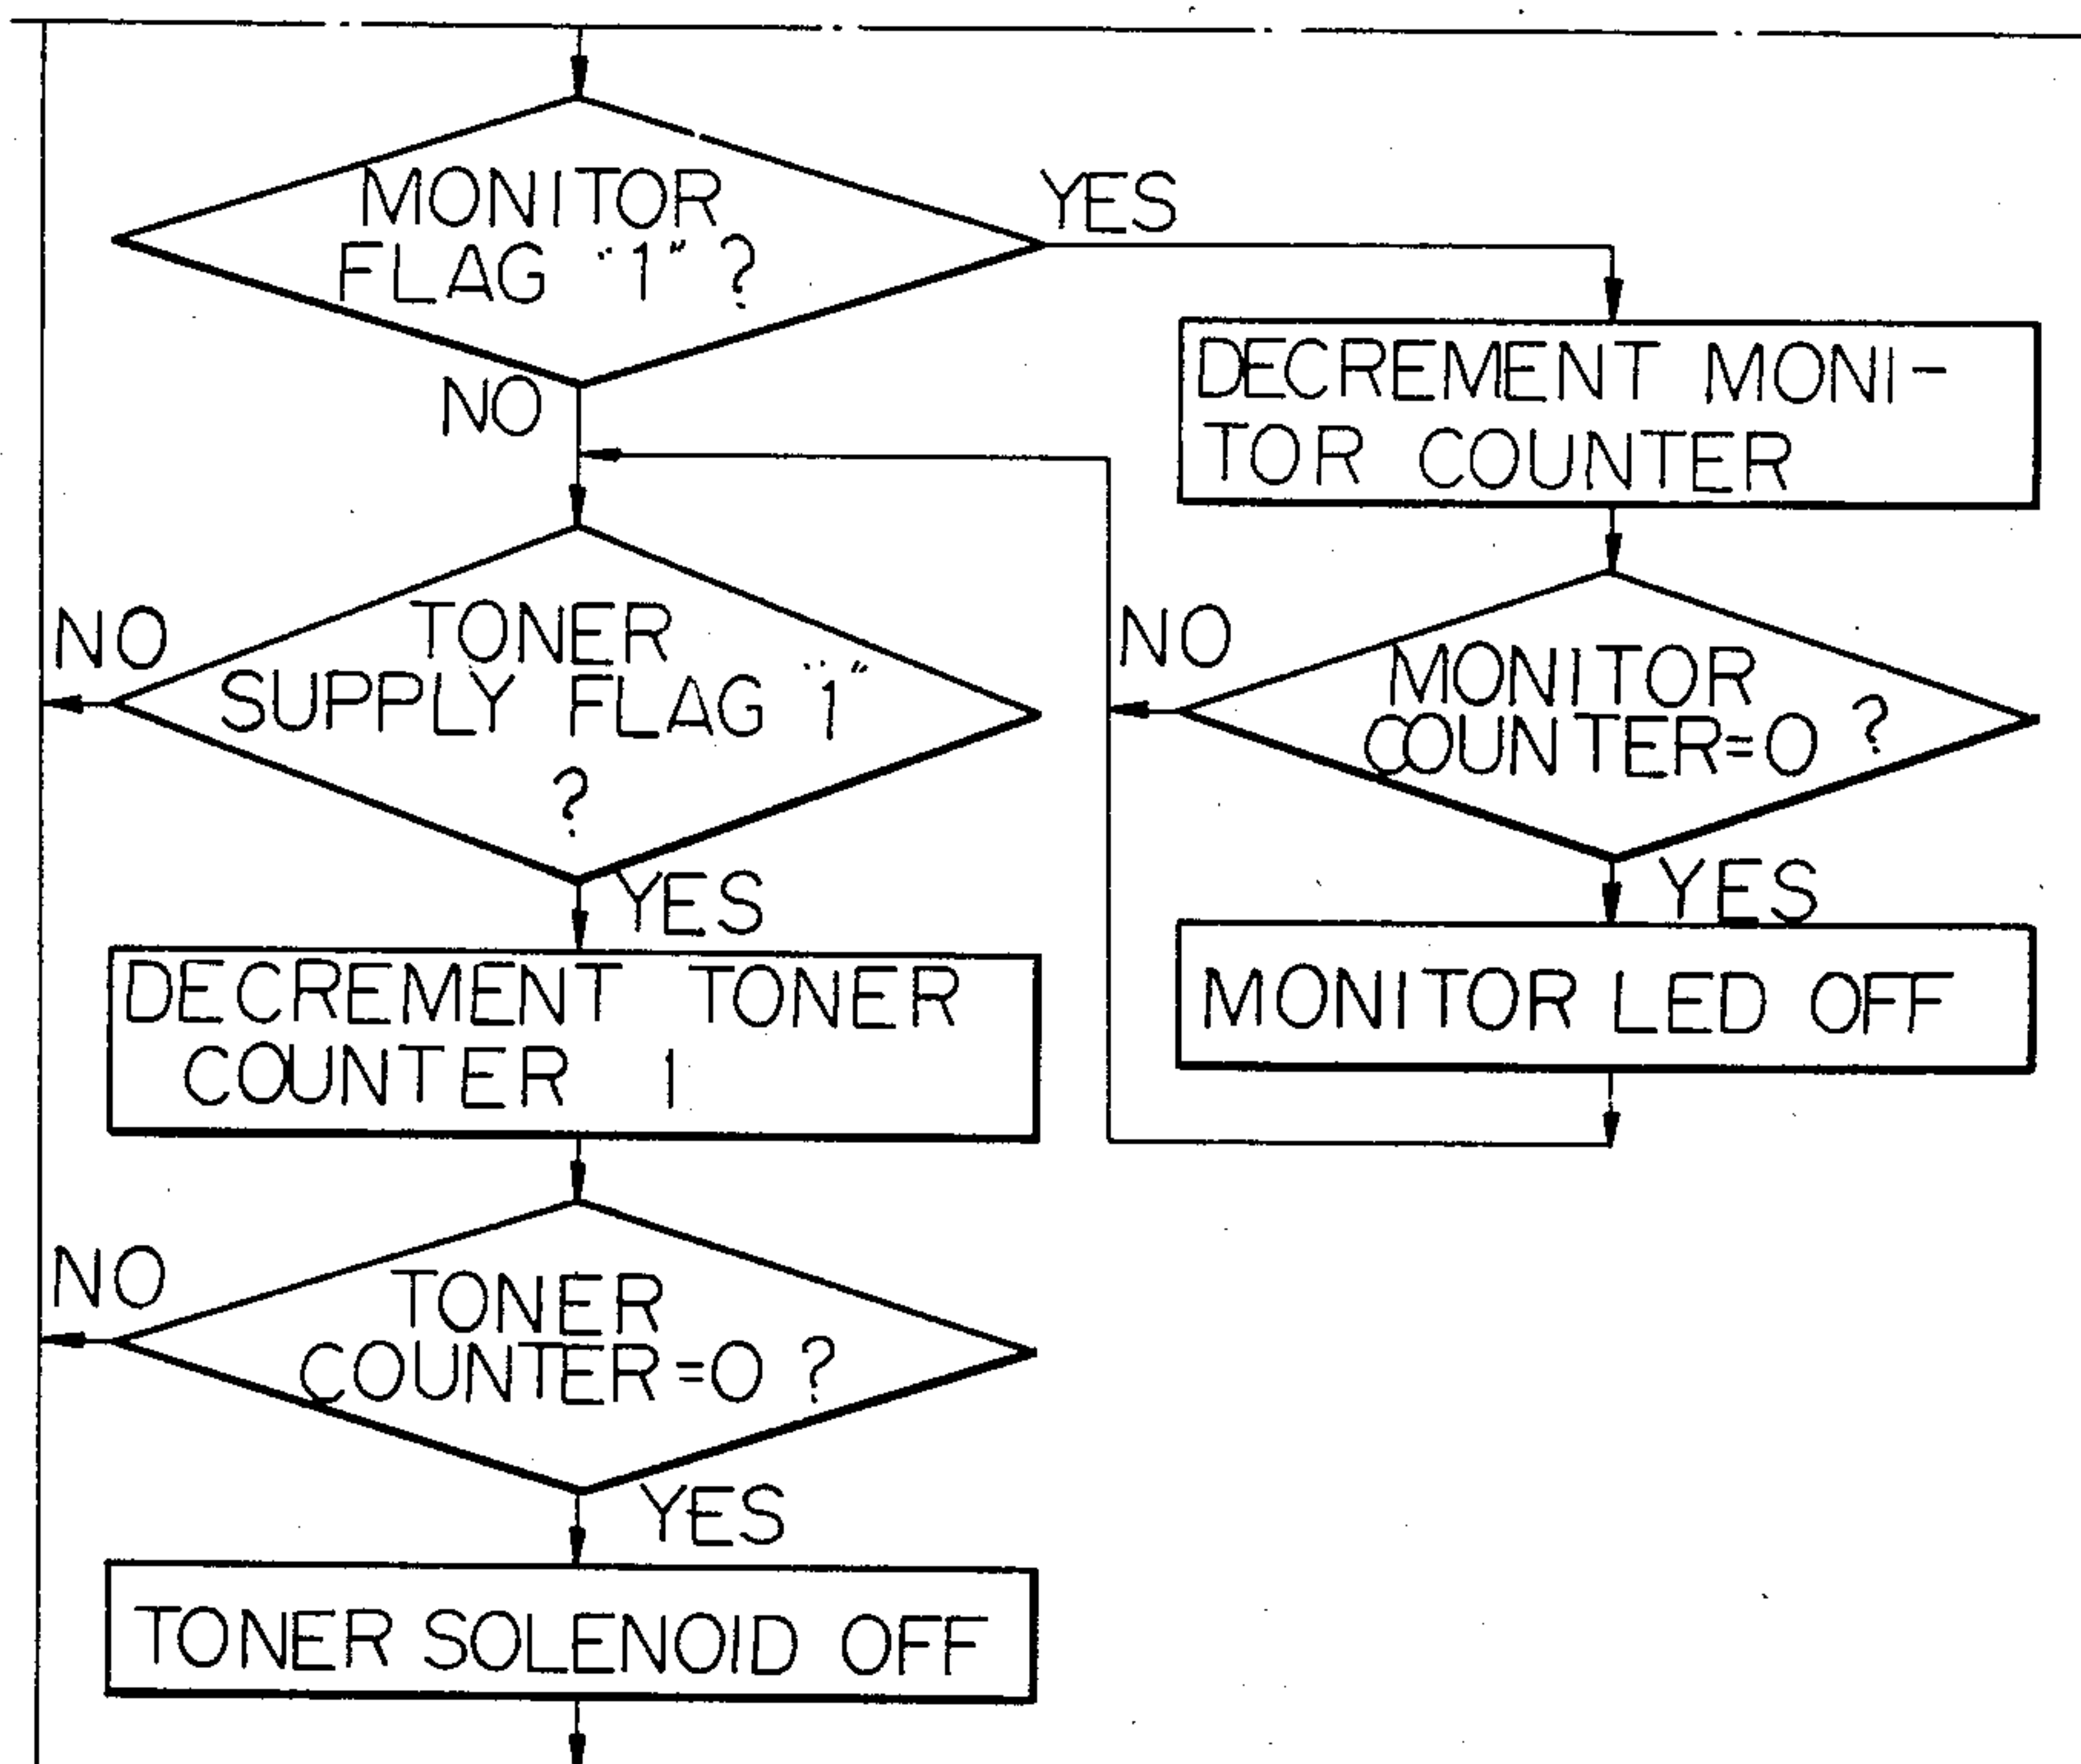 MONITOR
FLAG "1" ?
YES
NO
DECREMENT MONI-
TOR COUNTER
TONER
SUPPLY FLAG "1"
?
NO
YES
MONITOR
COUNTER=0 ?
NO
YES
MONITOR LED OFF
DECREMENT TONER
COUNTER 1
TONER
COUNTER=0 ?
NO
YES
TONER SOLENOID OFF